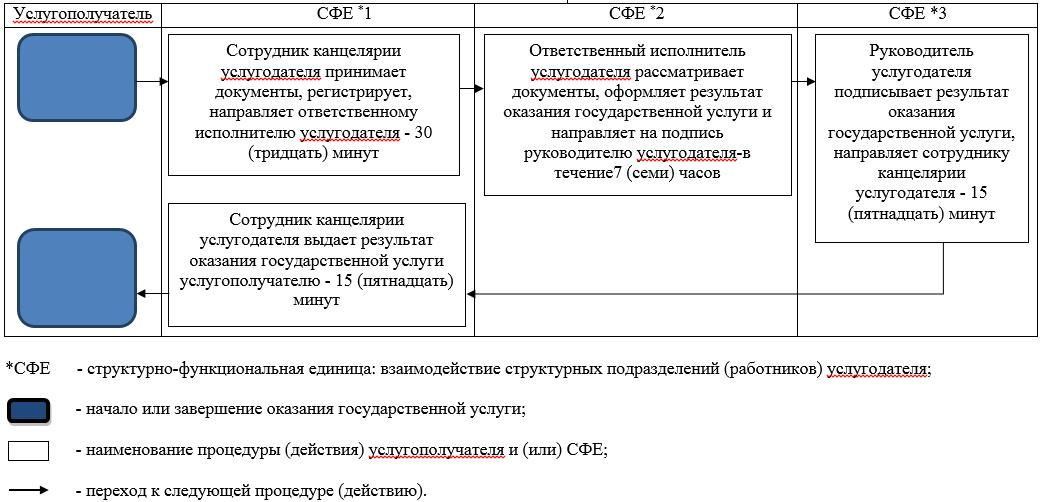 Услугополучатель
СФЕ *1
СФЕ *2
СФЕ *3
Сотрудник канцелярии
услугодателя принимает
документы, регистрирует,
направляет ответственному
исполнителю услугодателя - 30
(тридцать) минут
Ответственный исполнитель
услугодателя рассматривает
документы, оформляет результат
оказания государственной услуги и
направляет на подпись
руководителю услугодателя-в
течение7 (семи) часов
Руководитель
услугодателя
подписывает результат
оказания
государственной услуги,
направляет сотруднику
канцелярии
услугодателя - 15
(пятнадцать) минут
Сотрудник канцелярии
услугодателя выдает результат
оказания государственной услуги
услугополучателю - 15 (пятнадцать)
минут
*СФЕ - структурно-функциональная единица: взаимодействие структурных подразделений (работников) услугодателя;
- начало или завершение оказания государственной услуги;
- наименование процедуры (действия) услугополучателя и (или) СФЕ;
- переход к следующей процедуре (действию).